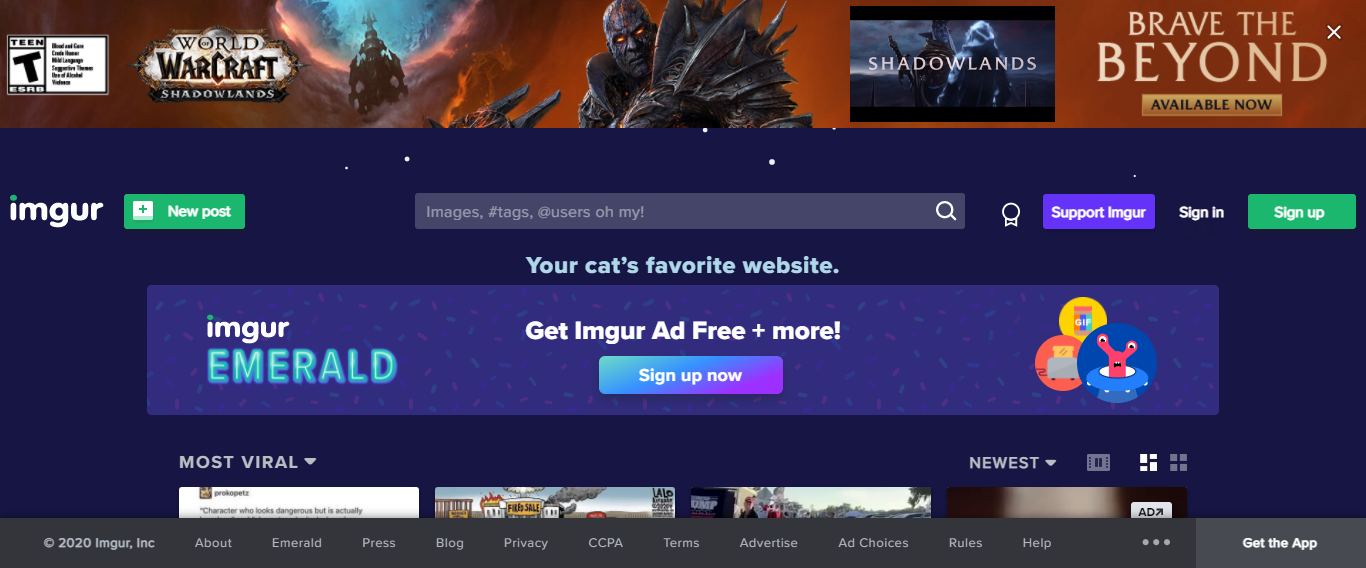 TEEN
T
Blood and Gore
Crude Humor
Mild Language
Suggestive Themes
Use of Alcohol
Violence
ESRB
WORLD
OF
WARCRAFT
SHADOWLANDS
SHADOWLANDS
BRAVE THE
BEYOND
AVAILABLE NOW
imgur
New post
Images, #tags, @users oh my!
Support Imgur
Sign in
Sign up
Your cat's favorite website.
imgur
EMERALD
Get Imgur Ad Free + more!
Sign up now
GIF
MOST VIRAL
NEWEST
prokopetz
"Character who looks dangerous but is actually
FIRED SALE
LALO
TRUMP
AD
© 2020 Imgur, Inc
About
Emerald
Press
Blog
Privacy
CCPA
Terms
Advertise
Ad Choices
Rules
Help
Get the App